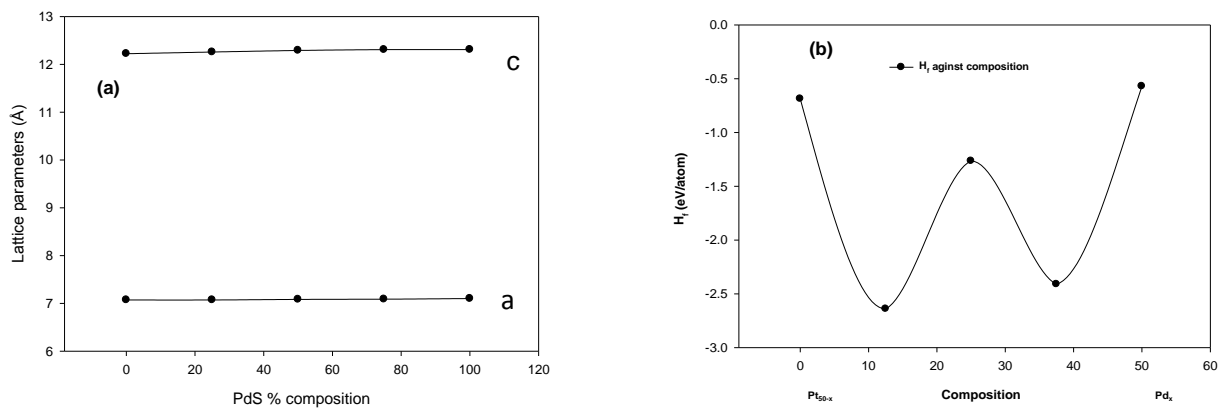 13
12
11
10
9
8
7
6
Lattice parameters (Å)
(a)
c
a
0 20 40 60 80 100 120
PdS % composition
0.0
-0.5
-1.0
-1.5
-2.0
-2.5
-3.0
H_f (eV/atom)
(b)
H_f aginst composition
0 10 20 30 40 50 60
Pt_50-x Composition Pd_x